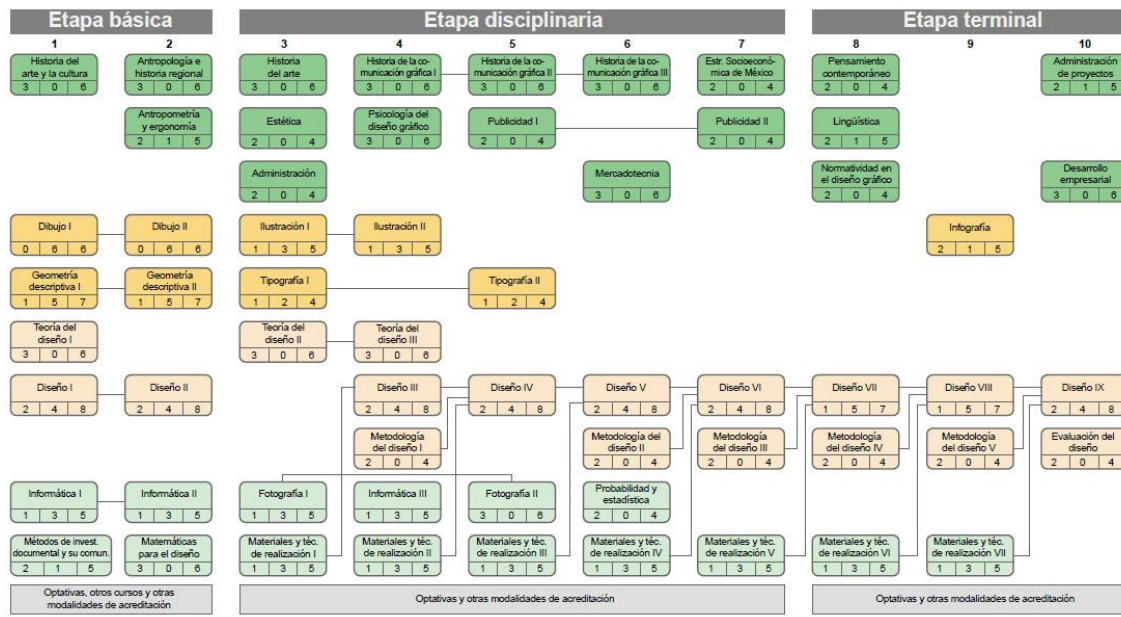 Etapa básica Etapa disciplinaria Etapa terminal
1 2 3 4 5 6 7 8 9 10
Historia del arte y la cultura
3 0 6
Antropología e historia regional
3 0 6
Historia del arte
3 0 6
Historia de la comunicación gráfica I
3 0 6
Historia de la comunicación gráfica II
3 0 6
Historia de la comunicación gráfica III
3 0 6
Estr. Socioeconómica de México
2 0 4
Pensamiento contemporáneo
2 0 4
Administración de proyectos
2 1 5
Antropometría y ergonomía
2 1 5
Estética
2 0 4
Psicología del diseño gráfico
3 0 6
Publicidad I
2 0 4
Publicidad II
2 0 4
Lingüística
2 1 5
Administración
2 0 4
Mercadotecnia
3 0 6
Normatividad en el diseño gráfico
2 0 4
Desarrollo empresarial
3 0 6
Dibujo I
0 6 6
Dibujo II
0 6 6
Ilustración I
1 3 5
Ilustración II
1 3 5
Infografía
2 1 5
Geometría descriptiva I
1 5 7
Geometría descriptiva II
1 5 7
Tipografía I
1 2 4
Tipografía II
1 2 4
Teoría del diseño I
3 0 6
Teoría del diseño II
3 0 6
Teoría del diseño III
3 0 6
Diseño I
2 4 8
Diseño II
2 4 8
Diseño III
2 4 8
Diseño IV
2 4 8
Diseño V
2 4 8
Diseño VI
2 4 8
Diseño VII
1 5 7
Diseño VIII
1 5 7
Diseño IX
2 4 8
Metodología del diseño I
2 0 4
Metodología del diseño II
2 0 4
Metodología del diseño III
2 0 4
Metodología del diseño IV
2 0 4
Metodología del diseño V
2 0 4
Evaluación del diseño
2 0 4
Informática I
1 3 5
Informática II
1 3 5
Fotografía I
1 3 5
Informática III
1 3 5
Fotografía II
3 0 6
Probabilidad y estadística
2 0 4
Métodos de invest. documental y su comun.
2 1 5
Matemáticas para el diseño
3 0 6
Materiales y téc. de realización I
1 3 5
Materiales y téc. de realización II
1 3 5
Materiales y téc. de realización III
1 3 5
Materiales y téc. de realización IV
1 3 5
Materiales y téc. de realización V
1 3 5
Materiales y téc. de realización VI
1 3 5
Materiales y téc. de realización VII
1 3 5
Optativas, otros cursos y otras
modalidades de acreditación
Optativas y otras modalidades de acreditación
Optativas y otras modalidades de acreditación